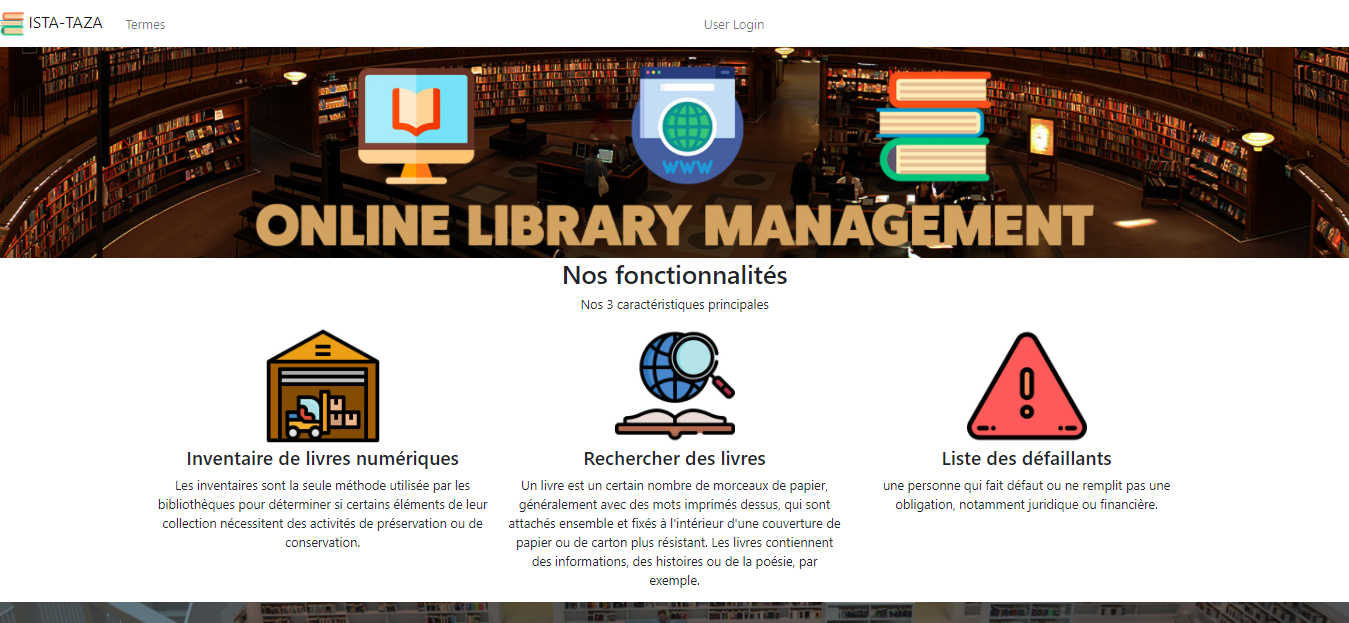 ISTA-TAZA Termes User Login
WWW
ONLINE LIBRARY MANAGEMENT
Nos fonctionnalités
Nos 3 caractéristiques principales
Inventaire de livres numériques
Les inventaires sont la seule méthode utilisée par les
bibliothèques pour déterminer si certains éléments de leur
collection nécessitent des activités de préservation ou de
conservation.
Rechercher des livres
Un livre est un certain nombre de morceaux de papier,
généralement avec des mots imprimés dessus, qui sont
attachés ensemble et fixés à l'intérieur d'une couverture de
papier ou de carton plus résistant. Les livres contiennent
des informations, des histoires ou de la poésie, par
exemple.
Liste des défaillants
une personne qui fait défaut ou ne remplit pas une
obligation, notamment juridique ou financière.